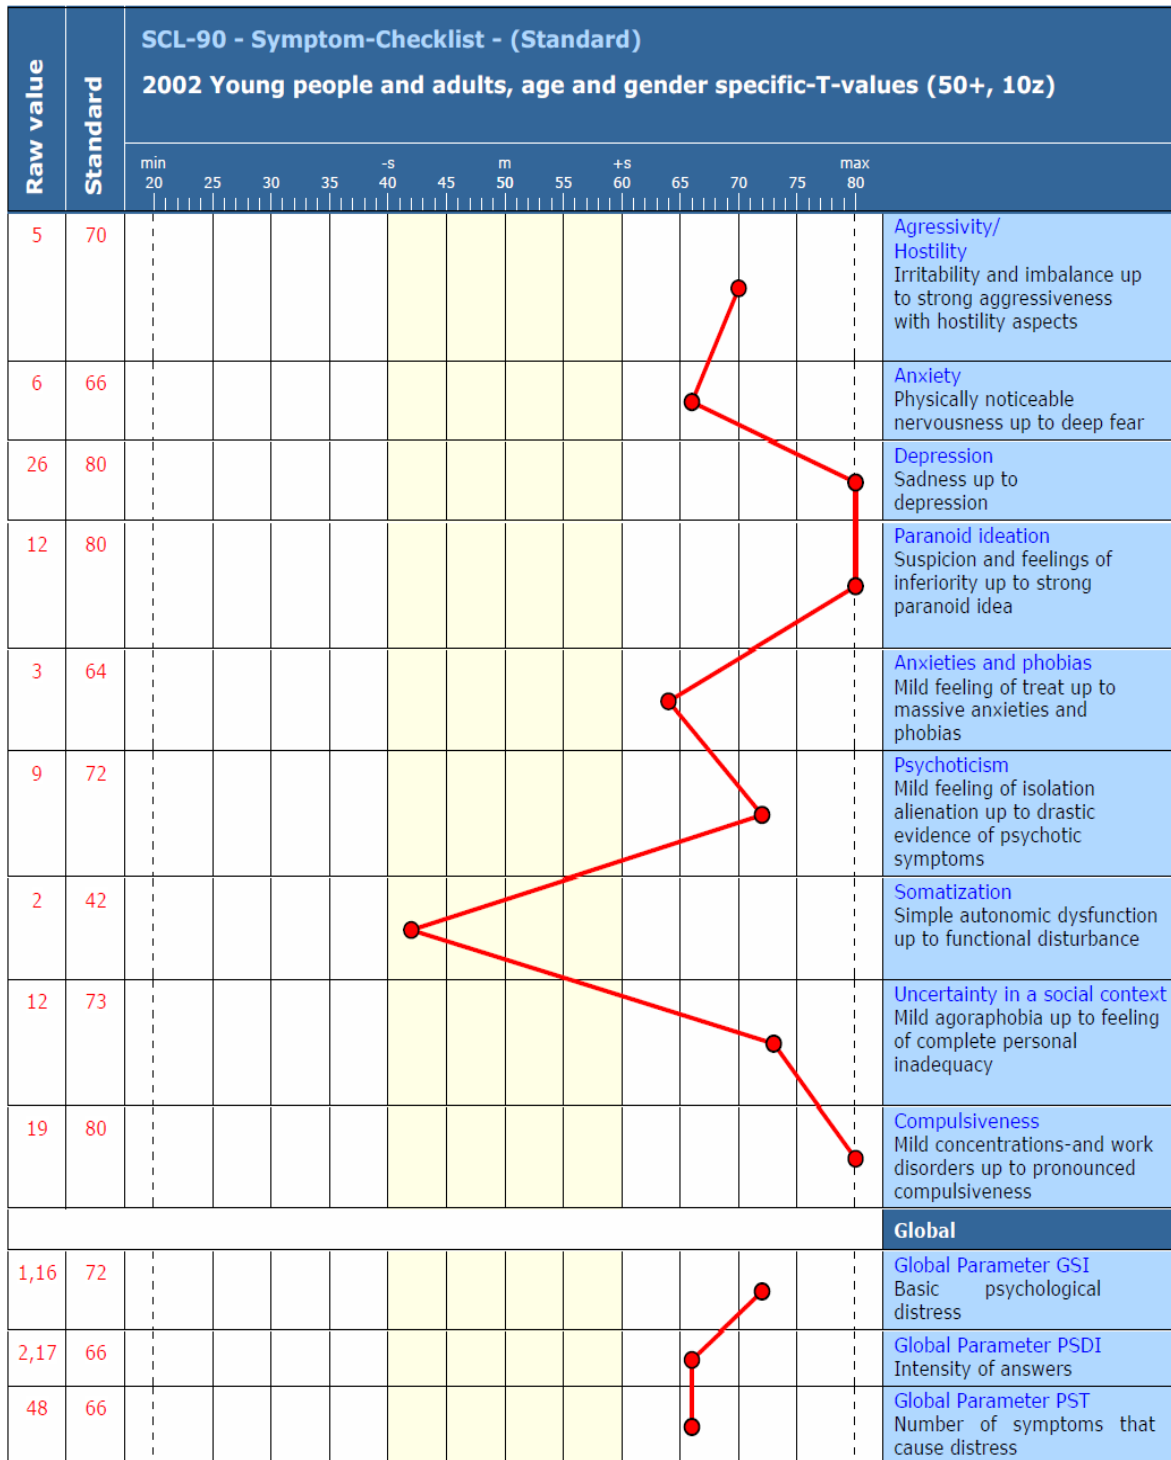 Raw value
Standard
SCL-90 - Symptom-Checklist - (Standard)
2002 Young people and adults, age and gender specific-T-values (50+, 10z)
min -s m +s max
20 25 30 35 40 45 50 55 60 65 70 75 80
5 70
Agressivity/
Hostility
Irritability and imbalance up
to strong aggressiveness
with hostility aspects
6 66
Anxiety
Physically noticeable
nervousness up to deep fear
26 80
Depression
Sadness up to
depression
12 80
Paranoid ideation
Suspicion and feelings of
inferiority up to strong
paranoid idea
3 64
Anxieties and phobias
Mild feeling of treat up to
massive anxieties and
phobias
9 72
Psychoticism
Mild feeling of isolation
alienation up to drastic
evidence of psychotic
symptoms
2 42
Somatization
Simple autonomic dysfunction
up to functional disturbance
12 73
Uncertainty in a social context
Mild agoraphobia up to feeling
of complete personal
inadequacy
19 80
Compulsiveness
Mild concentrations-and work
disorders up to pronounced
compulsiveness
Global
1,16 72
Global Parameter GSI
Basic psychological
distress
2,17 66
Global Parameter PSDI
Intensity of answers
48 66
Global Parameter PST
Number of symptoms that
cause distress